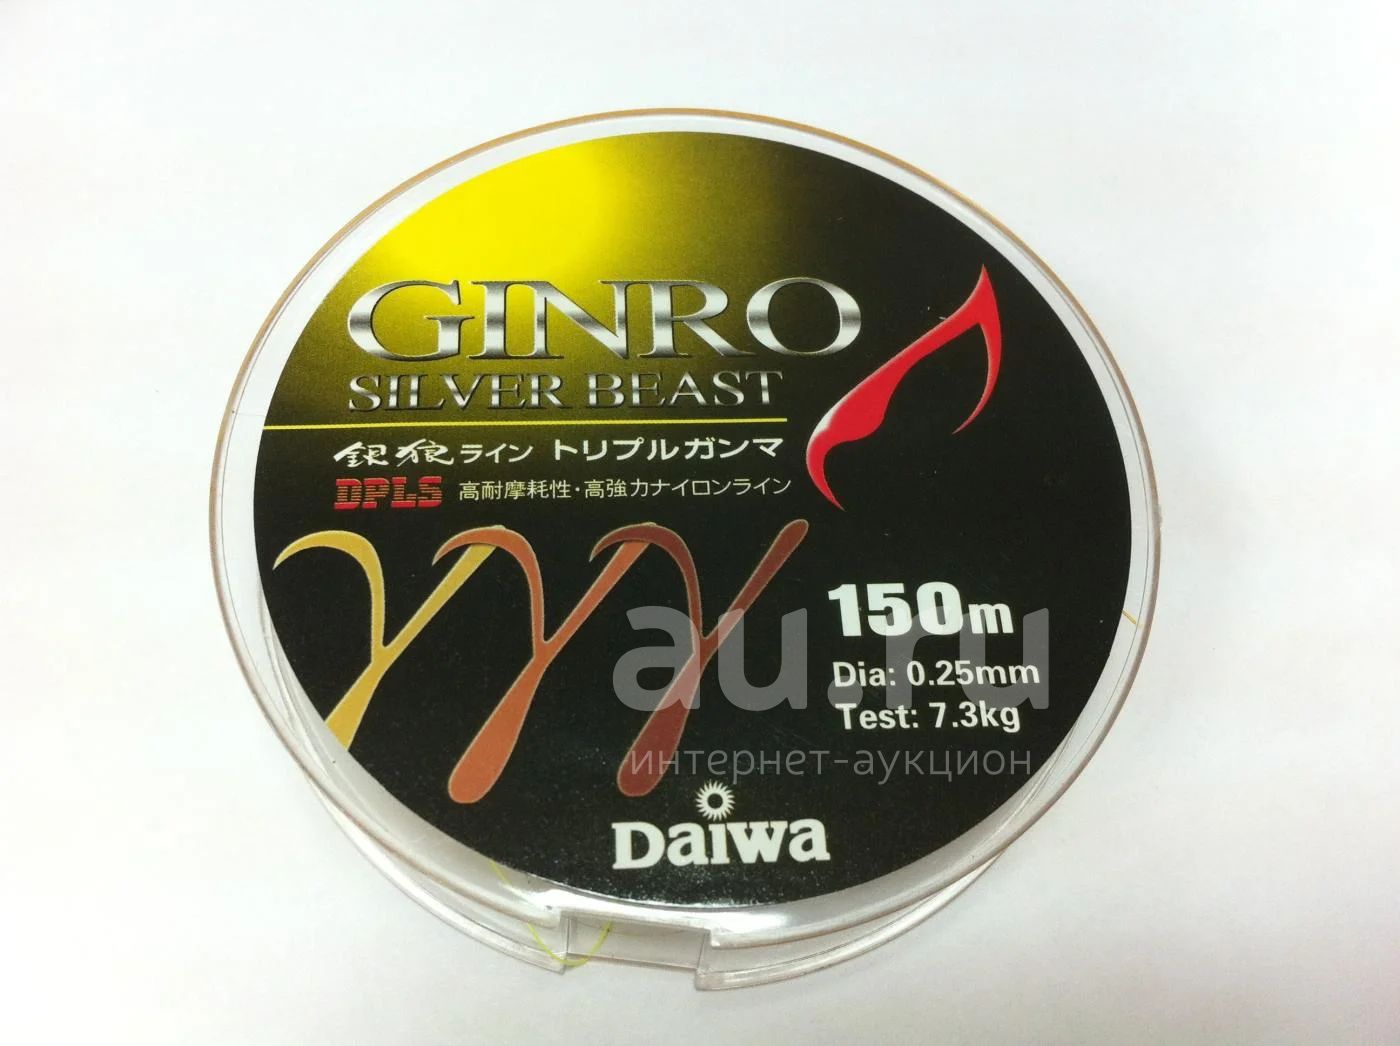 GINRO
SILVER BEAST
銀狼ライン トリプルガンマ
DPLS 高耐摩耗性・高強力ナイロンライン
γγγ
150m
Dia: 0.25mm
Test: 7.3kg
au.ru
интернет-аукцион
Daiwa